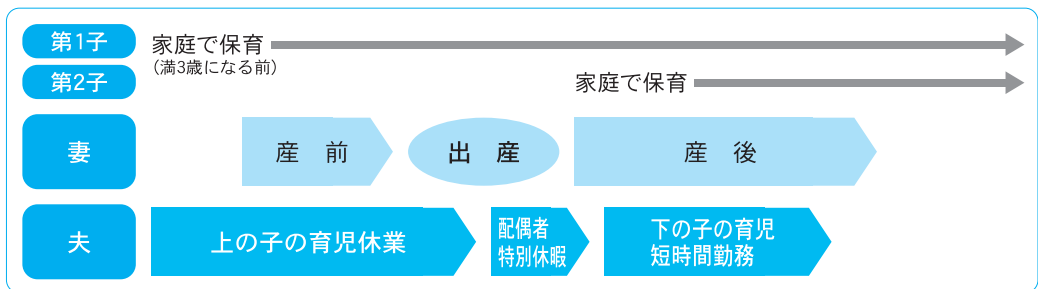 第1子
家庭で保育
(満3歳になる前)
第2子
家庭で保育
妻
産 前
出 産
産 後
夫
上の子の育児休業
配偶者
特別休暇
下の子の育児
短時間勤務